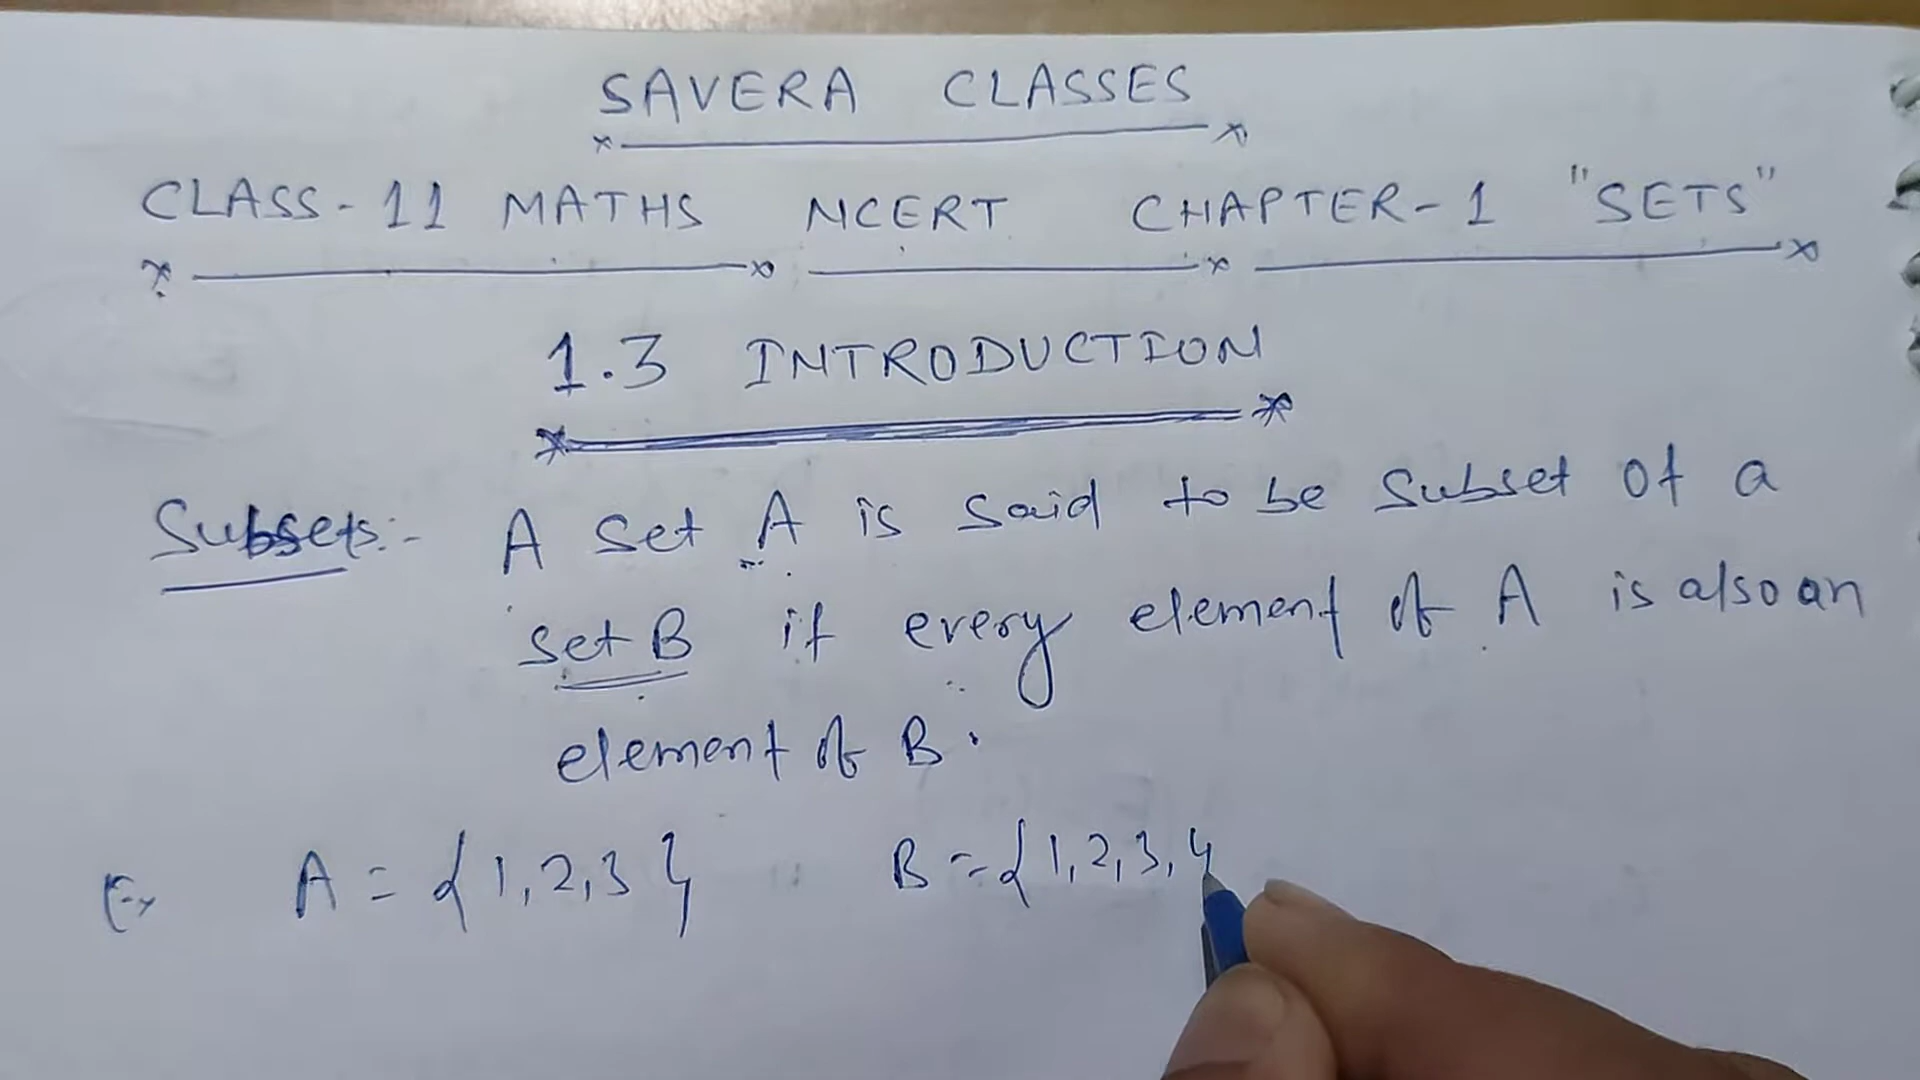 SAVERA CLASSES
CLASS-11 MATHS NCERT CHAPTER-1 "SETS"
1.3 INTRODUCTION
Subsets:- A Set A is said to be Subset of a
set B if every element of A is also an
element of B.
Ex A = {1,2,3} B = {1,2,3,4